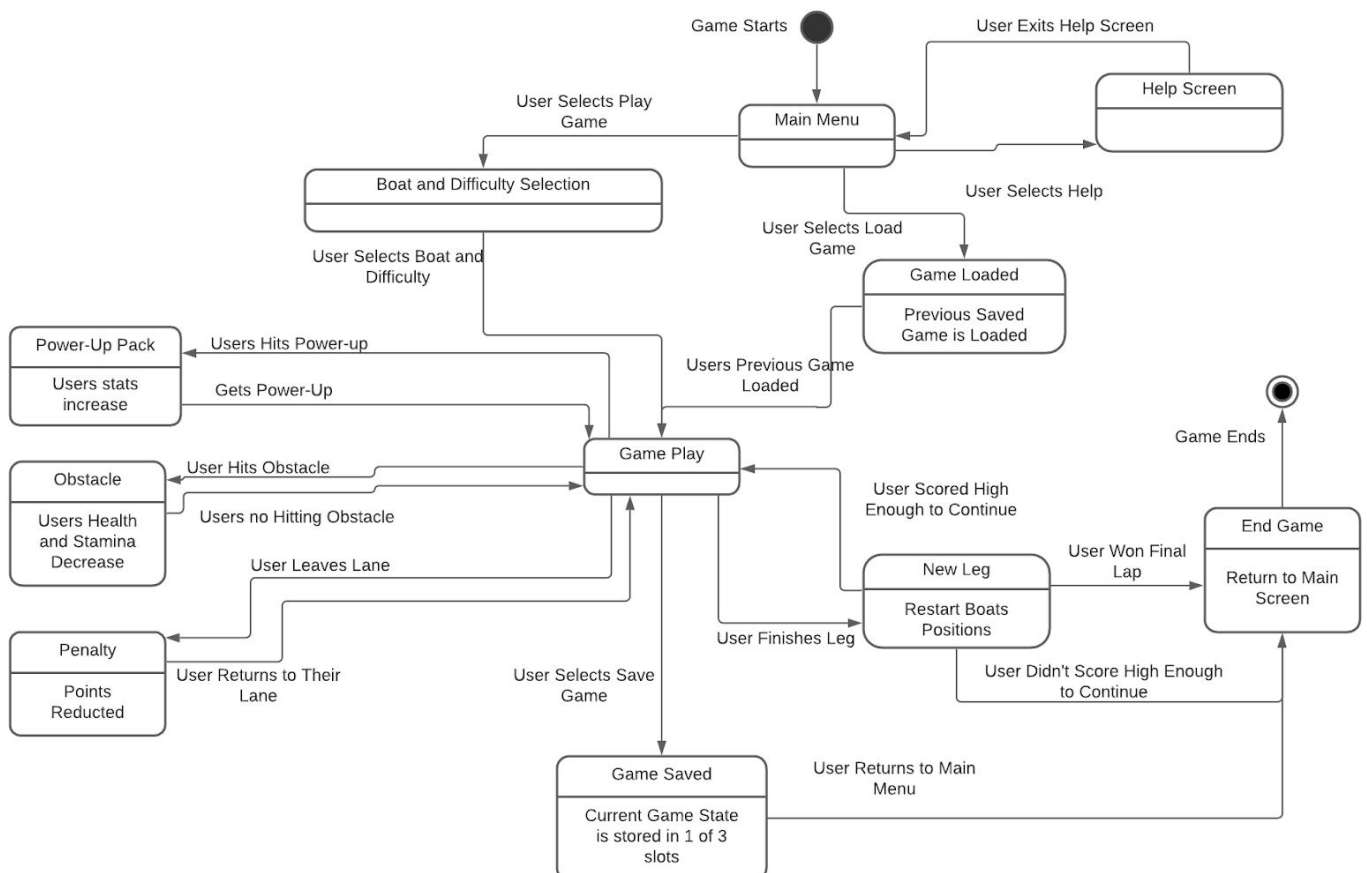 Game Starts
User Exits Help Screen
Help Screen
User Selects Play
Game
Main Menu
Boat and Difficulty Selection
User Selects Help
User Selects Load
Game
User Selects Boat and
Difficulty
Game Loaded
Previous Saved
Game is Loaded
Power-Up Pack
Users stats
increase
Users Hits Power-up
Gets Power-Up
Users Previous Game
Loaded
Game Ends
Game Play
Obstacle
Users Health
and Stamina
Decrease
User Hits Obstacle
Users no Hitting Obstacle
User Scored High
Enough to Continue
End Game
Return to Main
Screen
User Won Final
Lap
New Leg
Restart Boats
Positions
User Leaves Lane
User Finishes Leg
Penalty
Points
Reducted
User Returns to Their
Lane
User Selects Save
Game
User Didn't Score High Enough
to Continue
Game Saved
Current Game State
is stored in 1 of 3
slots
User Returns to Main
Menu